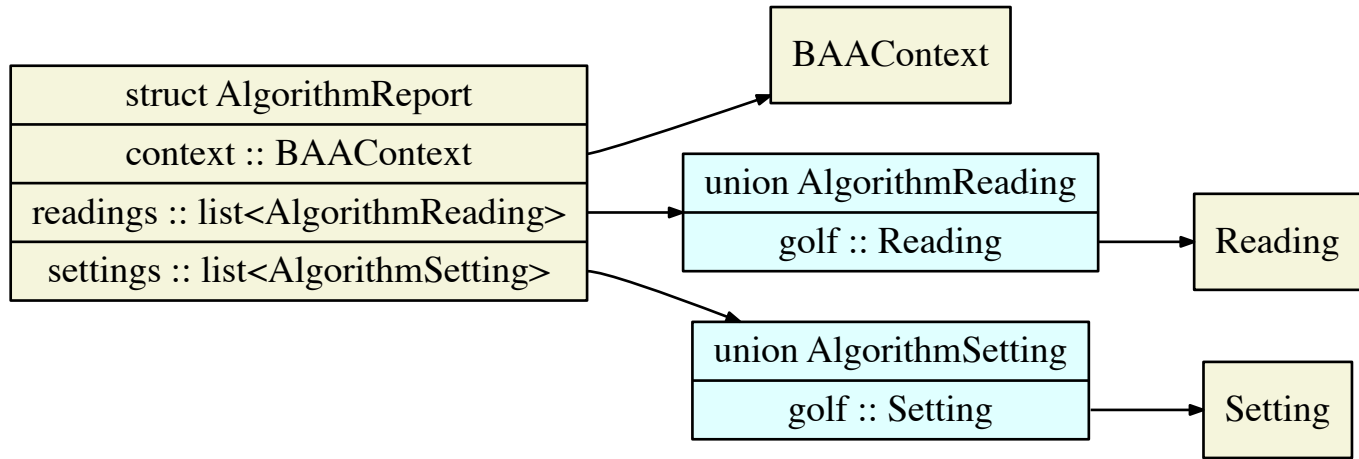 struct AlgorithmReport
context :: BAAContext
readings :: list<AlgorithmReading>
settings :: list<AlgorithmSetting>
BAAContext
union AlgorithmReading
golf :: Reading
Reading
union AlgorithmSetting
golf :: Setting
Setting